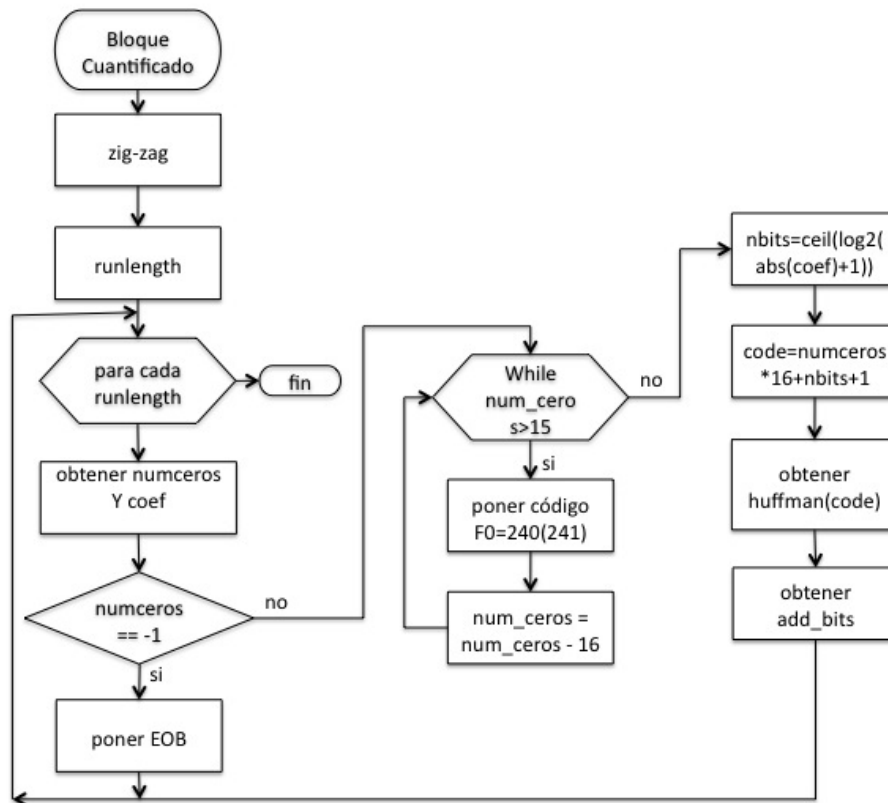 Bloque
Cuantificado
zig-zag
runlength
para cada
runlength
fin
obtener numceros
Y coef
numceros
== -1
no
si
poner EOB
While
num_cero
s>15
no
si
poner código
F0=240(241)
num_ceros =
num_ceros - 16
nbits=ceil(log2(
abs(coef)+1))
code=numceros
*16+nbits+1
obtener
huffman(code)
obtener
add_bits